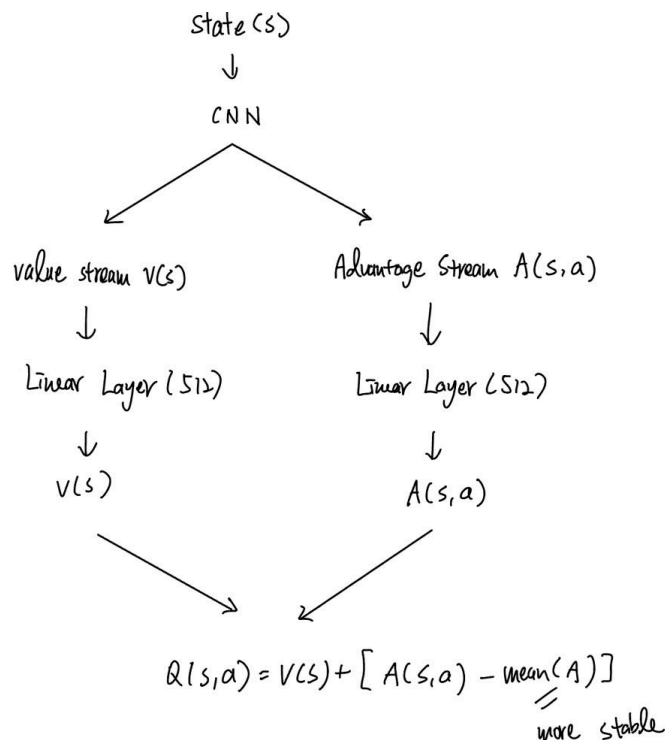 State(s)
↓
CNN
value stream V(s) Advantage Stream A(s,a)
↓ ↓
Linear Layer (512) Linear Layer (512)
↓ ↓
V(s) A(s,a)
Q(s,a) = V(s) + [ A(s,a) - mean(A) ]
more stable